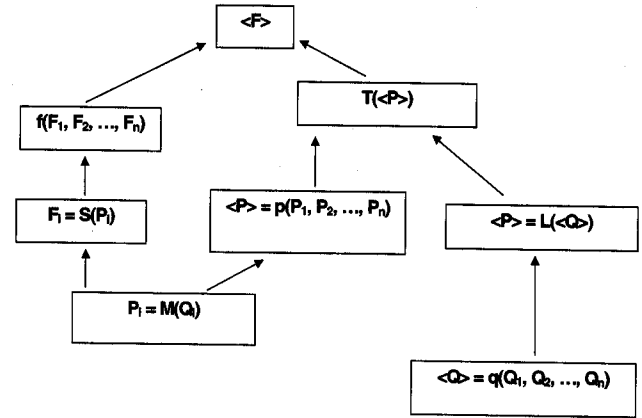 <F>
T(<P>)
f(F₁, F₂, ..., Fₙ)
Fᵢ = S(Pᵢ)
<P> = p(P₁, P₂, ..., Pₙ)
<P> = L(<Q>)
Pᵢ = M(Qᵢ)
<Q> = q(Q₁, Q₂, ..., Qₙ)